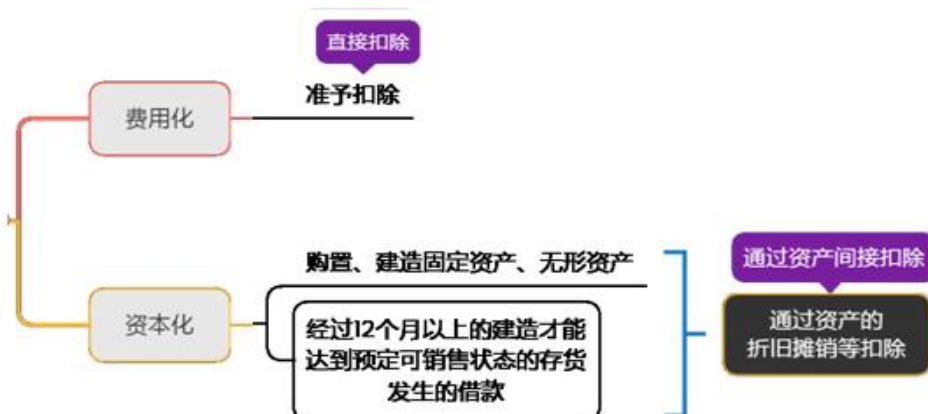 直接扣除
准予扣除
费用化
购置、建造固定资产、无形资产
通过资产间接扣除
资本化
经过12个月以上的建造才能
达到预定可销售状态的存货
发生的借款
通过资产的
折旧摊销等扣除